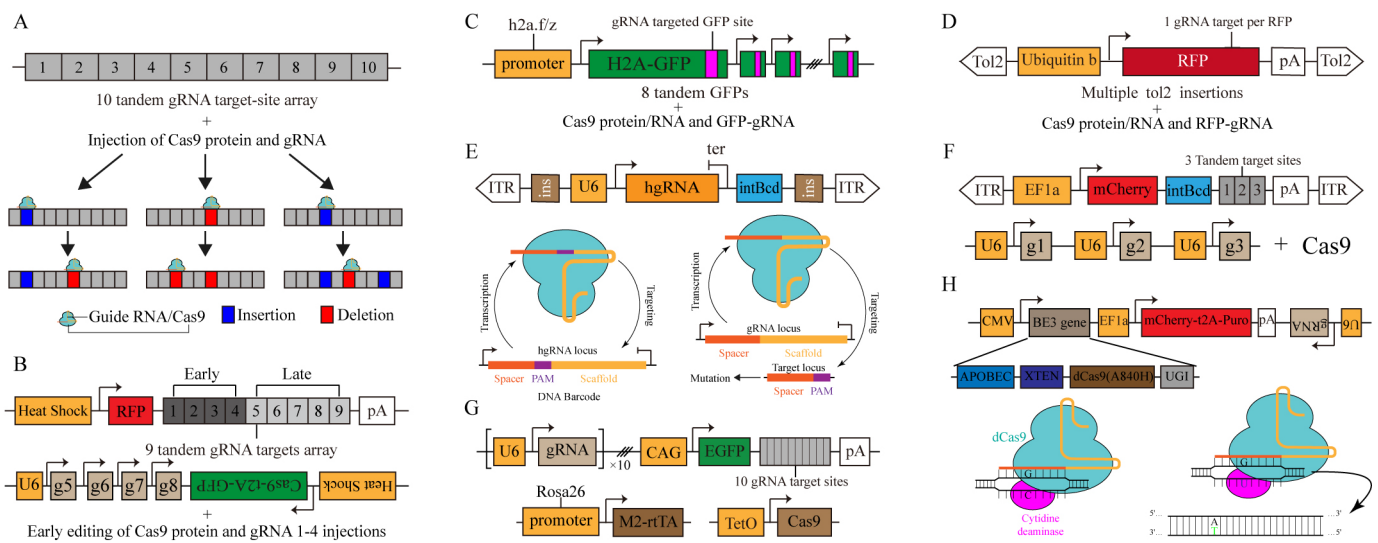 A
1 2 3 4 5 6 7 8 9 10
10 tandem gRNA target-site array
+
Injection of Cas9 protein and gRNA
Guide RNA/Cas9
Insertion
Deletion
B
Early
Late
Heat Shock
RFP
1 2 3 4 5 6 7 8 9
pA
9 tandem gRNA targets array
U6
g5
g6
g7
g8
Cas9-t2A-GFP
Heat Shock
+
Early editing of Cas9 protein and gRNA 1-4 injections
C
h2a.f/z
gRNA targeted GFP site
promoter
H2A-GFP
8 tandem GFPs
+
Cas9 protein/RNA and GFP-gRNA
D
1 gRNA target per RFP
Tol2
Ubiquitin b
RFP
pA
Tol2
Multiple tol2 insertions
+
Cas9 protein/RNA and RFP-gRNA
E
ter
ITR
ins
U6
hgRNA
intBcd
ins
ITR
Transcription
Targeting
hgRNA locus
Spacer
PAM
Scaffold
DNA Barcode
Transcription
Targeting
gRNA locus
Spacer
Scaffold
Target locus
Mutation
Spacer
PAM
F
3 Tandem target sites
ITR
EF1a
mCherry
intBcd
1 2 3
pA
ITR
U6
g1
U6
g2
U6
g3
+ Cas9
G
U6
gRNA
×10
CAG
EGFP
pA
10 gRNA target sites
Rosa26
promoter
M2-rtTA
TetO
Cas9
H
CMV
BE3 gene
EF1a
mCherry-t2A-Puro
pA
gRNA
U6
APOBEC
XTEN
dCas9(A840H)
UGI
dCas9
G
C
Cytidine
deaminase
G
U
5'...
...3'
A
3'...
...5'